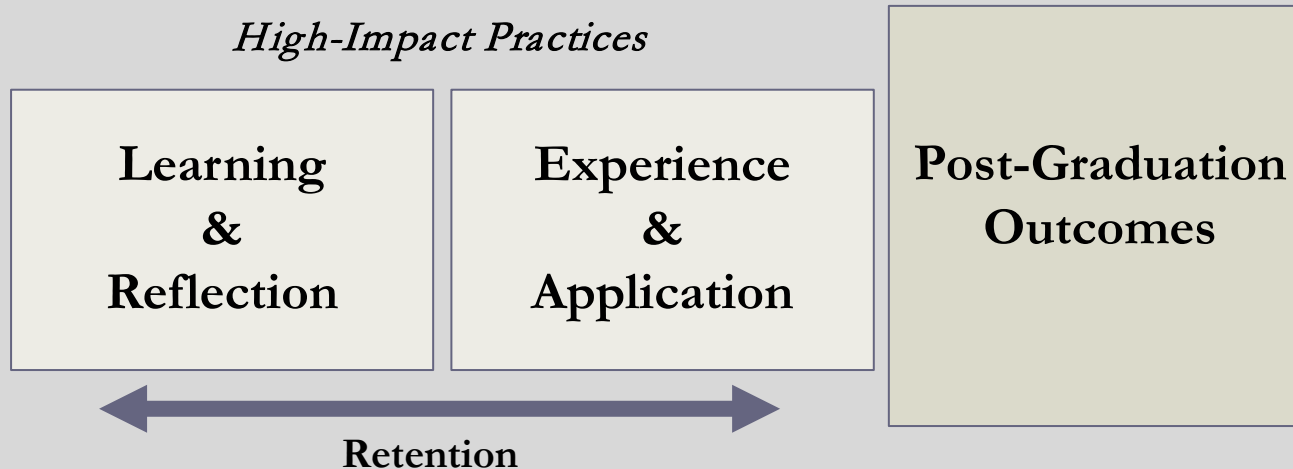 High-Impact Practices
Learning
&
Reflection
Experience
&
Application
Post-Graduation
Outcomes
Retention